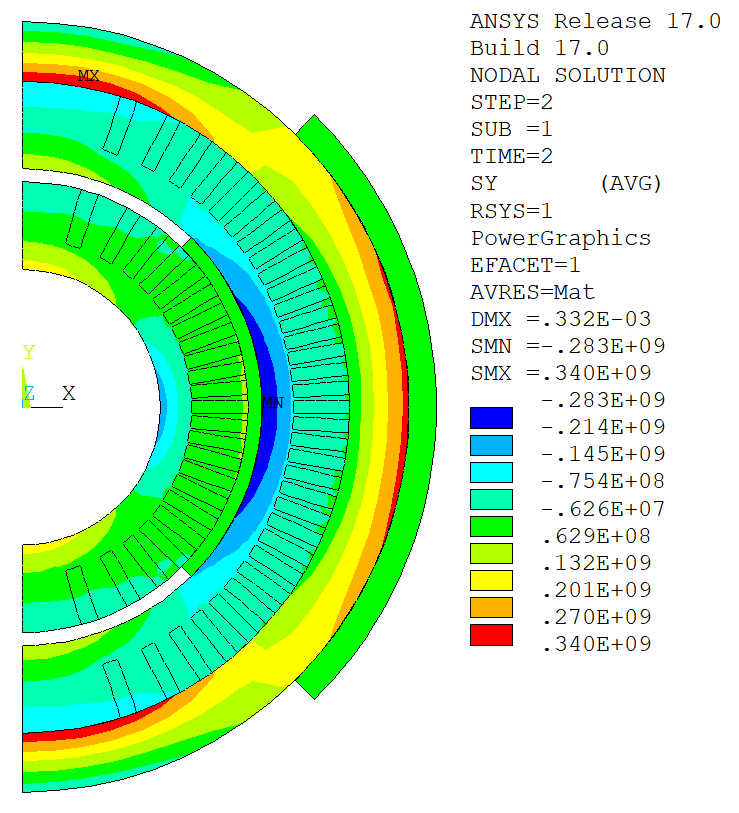 ANSYS Release 17.0
Build 17.0
NODAL SOLUTION
STEP=2
SUB =1
TIME=2
SY (AVG)
RSYS=1
PowerGraphics
EFACET=1
AVRES=Mat
DMX =.332E-03
SMN =-.283E+09
SMX =.340E+09
-.283E+09
-.214E+09
-.145E+09
-.754E+08
-.626E+07
.629E+08
.132E+09
.201E+09
.270E+09
.340E+09
MX
Y
Z X
MN